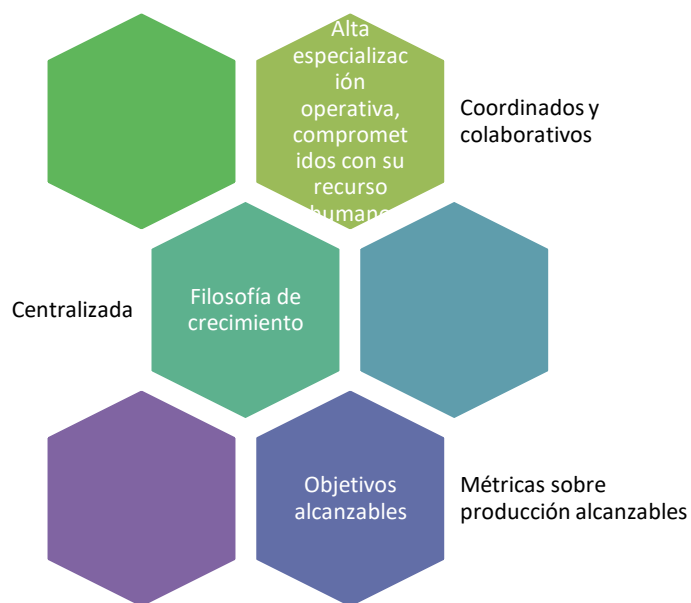 Alta
especializac
ión
operativa,
compromet
idos con su
recurso
humano
Coordinados y
colaborativos
Centralizada
Filosofía de
crecimiento
Objetivos
alcanzables
Métricas sobre
producción alcanzables